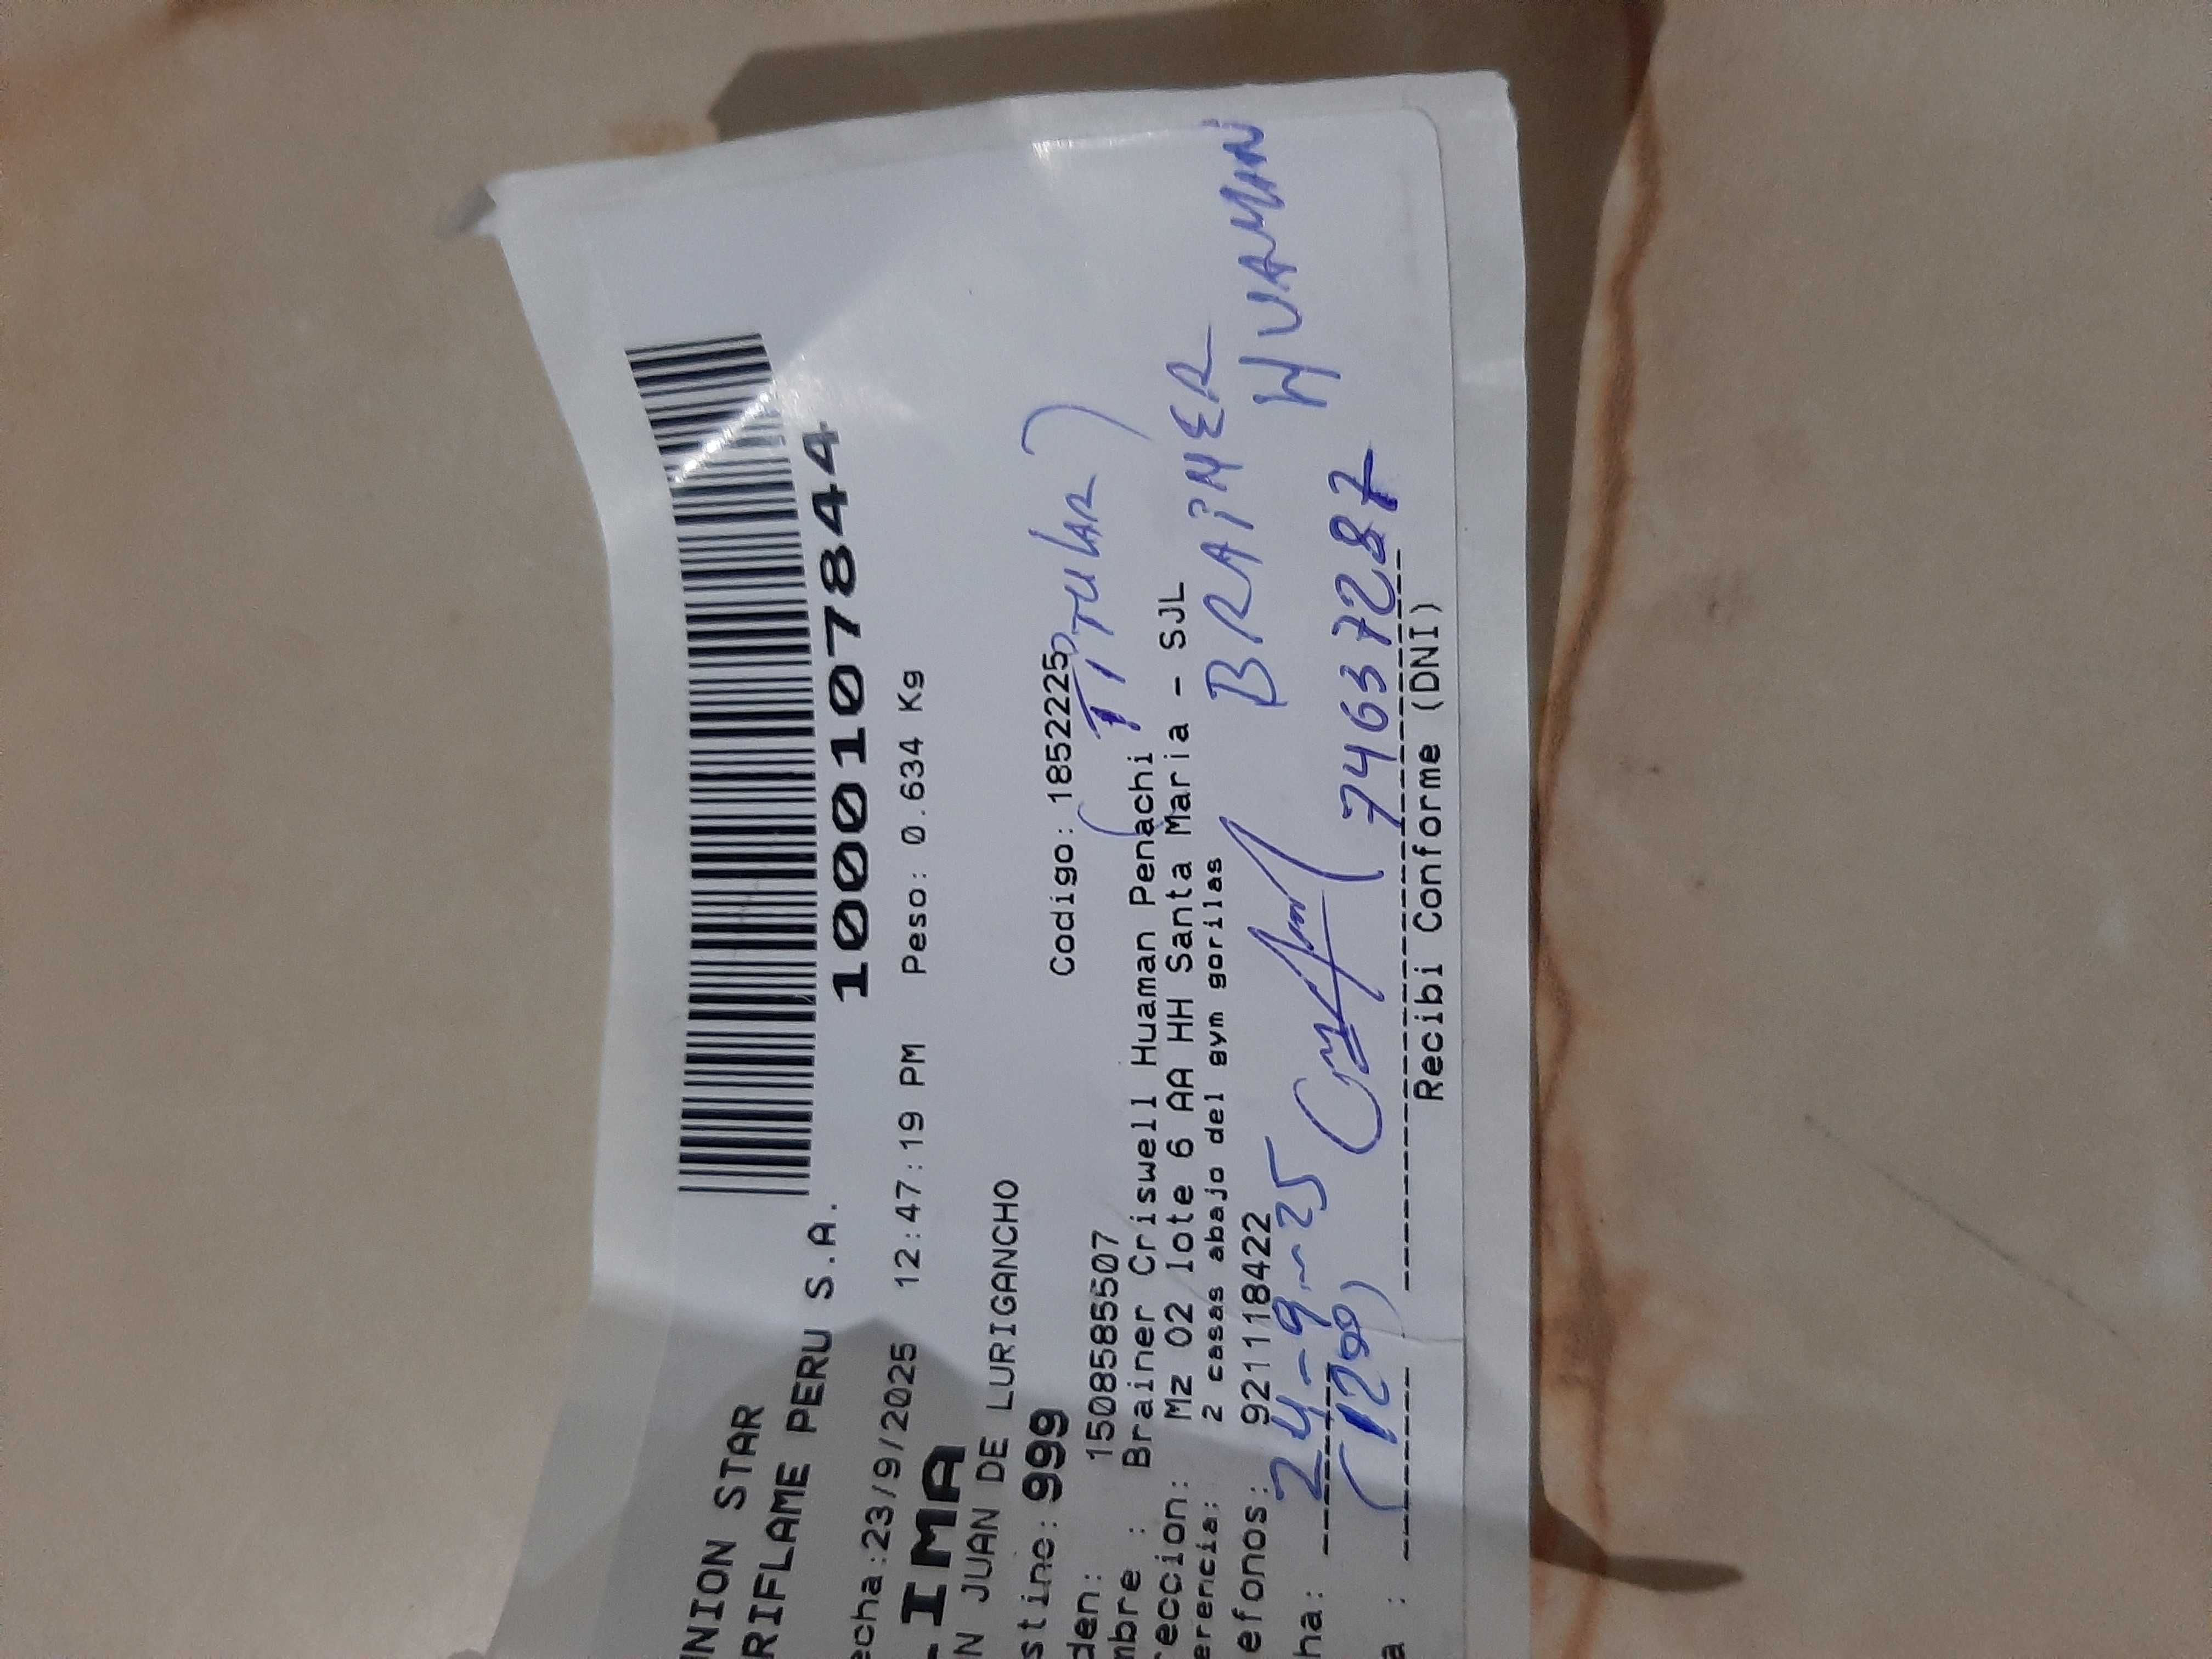 NION STAR
RIFLAME PERU S.A.
1000107844
echa:23/9/2025 12:47:19 PM Peso: 0.634 Kg
IMA
N JUAN DE LURIGANCHO
stino: 999 Codigo: 1852225
den: 1508585507
(TITULAR)
mbre : Brainer Criswell Huaman Penachi
reccion: Mz 02 lote 6 AA HH Santa Maria - SJL
erencia: 2 casas abajo del gym gorilas
efonos: 921118422
BRAINER
HUAMAN
ha: 24-9-25
a : (1200) 74637287
Recibi Conforme (DNI)